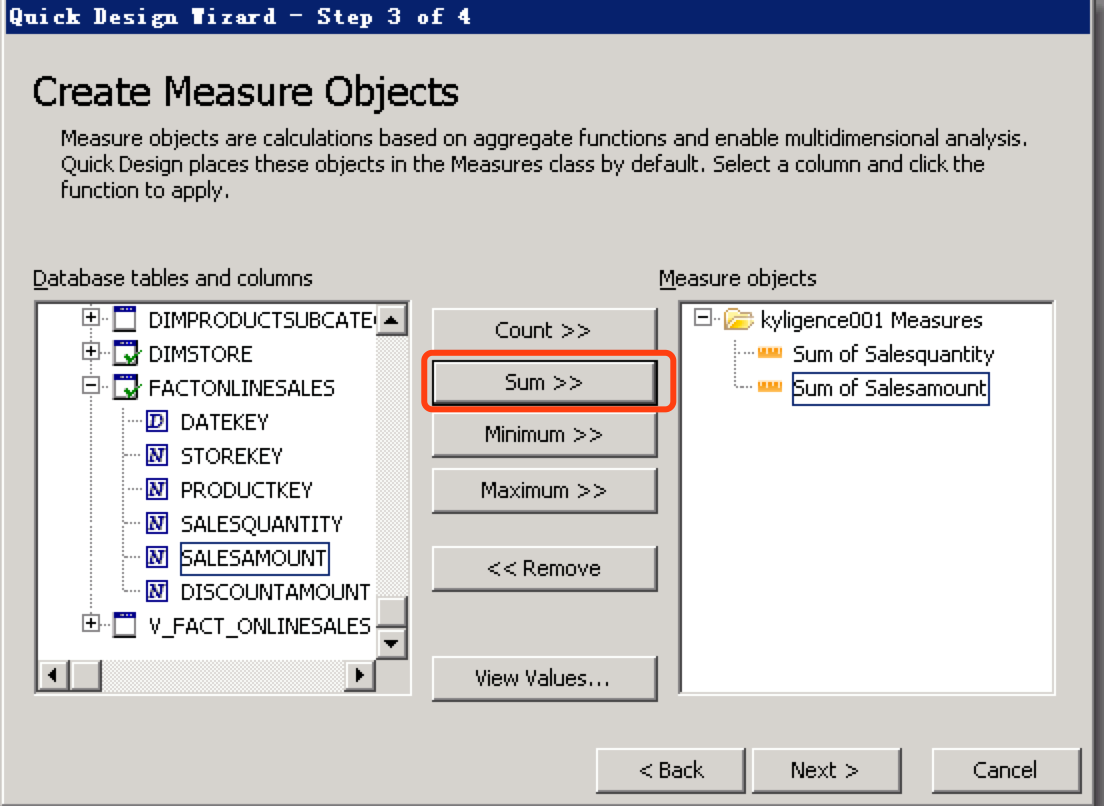 Quick Design Wizard - Step 3 of 4
Create Measure Objects
Measure objects are calculations based on aggregate functions and enable multidimensional analysis.
Quick Design places these objects in the Measures class by default. Select a column and click the
function to apply.
Database tables and columns
DIMPRODUCTSUBCATE
DIMSTORE
FACTONLINESALES
D DATEKEY
N STOREKEY
N PRODUCTKEY
N SALESQUANTITY
N SALESAMOUNT
N DISCOUNTAMOUNT
V_FACT_ONLINESALES
Count >>
Sum >>
Minimum >>
Maximum >>
<< Remove
View Values...
Measure objects
kyligence001 Measures
Sum of Salesquantity
Sum of Salesamount
< Back
Next >
Cancel